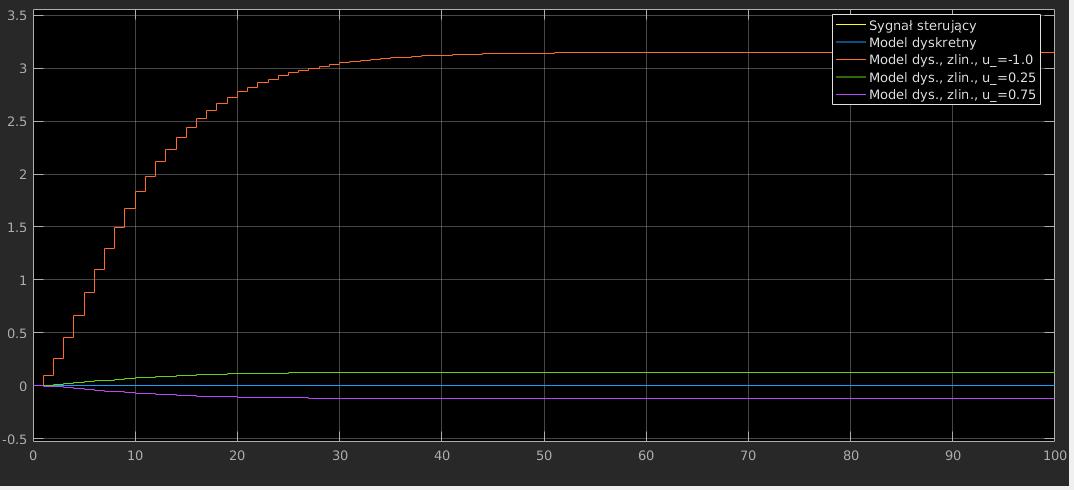 3.5
3
2.5
2
1.5
1
0.5
0
-0.5
0 10 20 30 40 50 60 70 80 90 100
Sygnał sterujący
Model dyskretny
Model dys., zlin., u_=-1.0
Model dys., zlin., u_=0.25
Model dys., zlin., u_=0.75